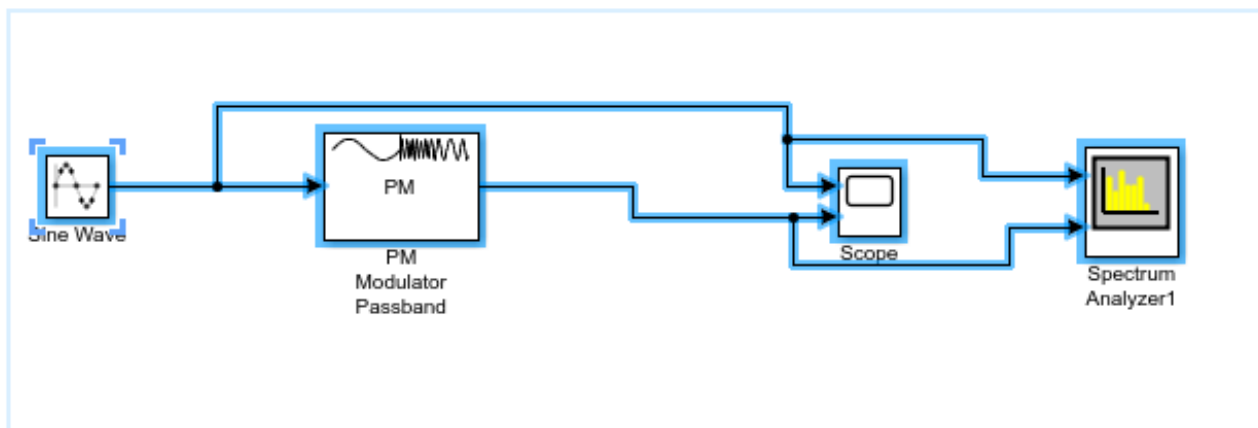 PM
Sine Wave
PM
Modulator
Passband
Scope
Spectrum
Analyzer1